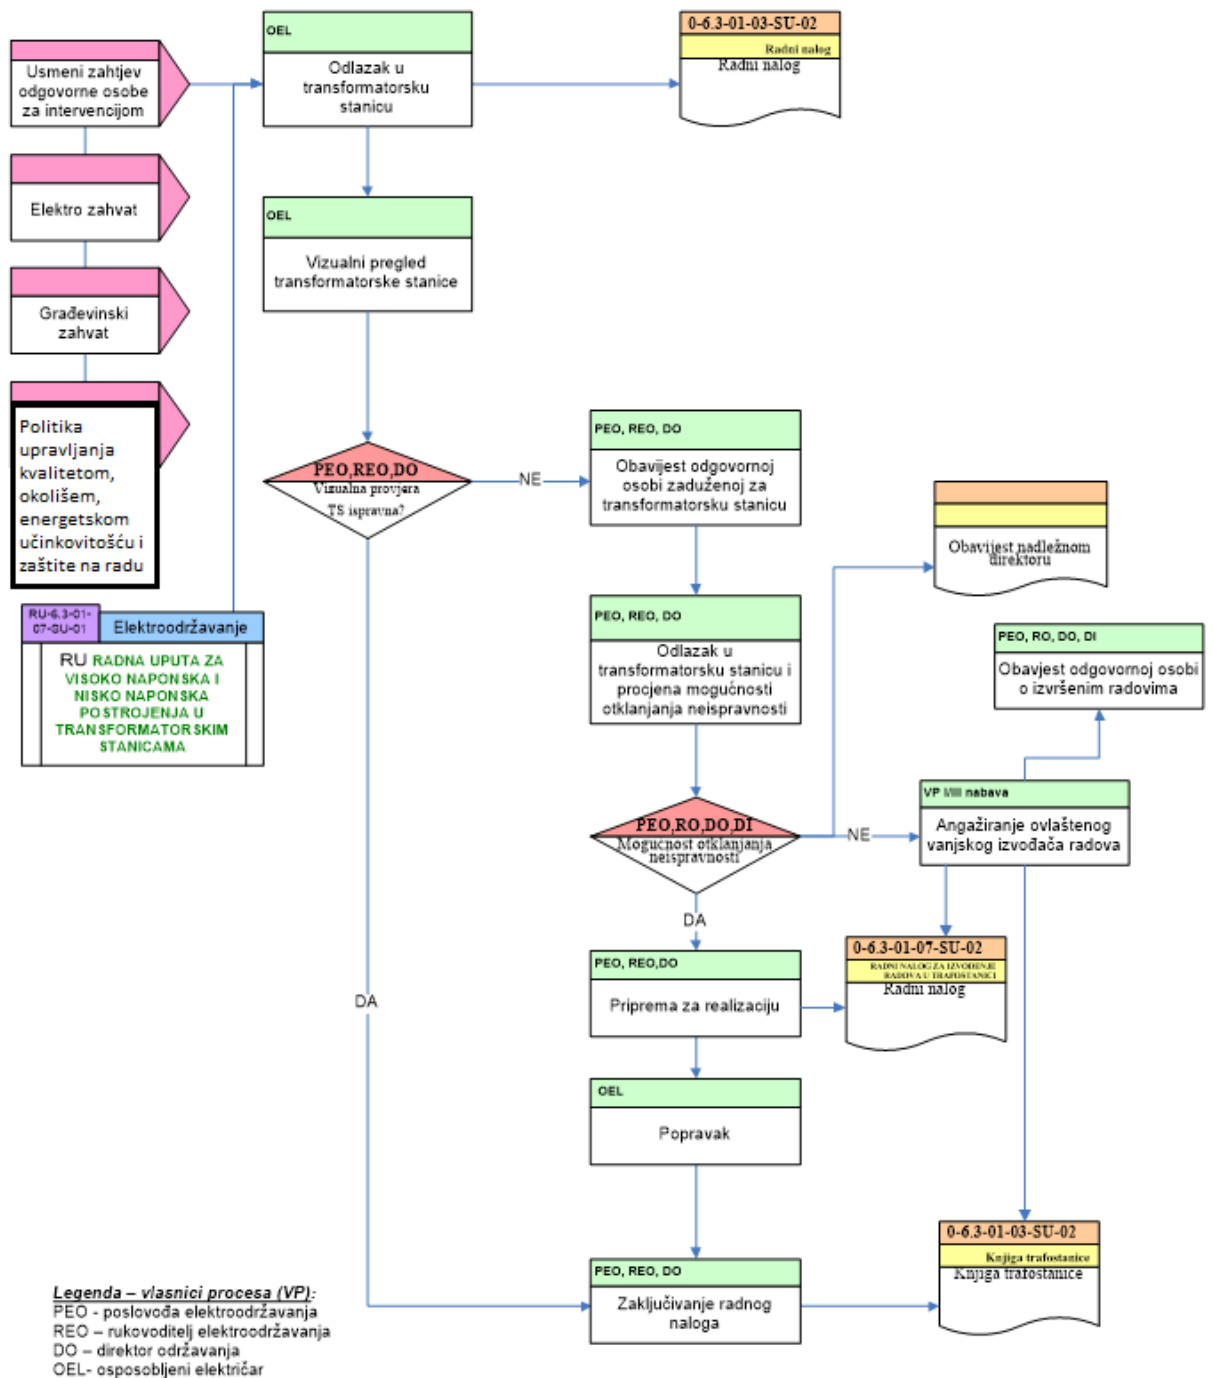 Usmeni zahtjev
odgovorne osobe
za intervencijom
Elektro zahvat
Građevinski
zahvat
Politika
upravljanja
kvalitetom,
okolišem,
energetskom
učinkovitošću i
zaštite na radu
RU-6.3-01-
07-SU-01
Elektroodržavanje
RU RADNA UPUTA ZA
VISOKO NAPONSKA I
NISKO NAPONSKA
POSTROJENJA U
TRANSFORMATORSKIM
STANICAMA
OEL
Odlazak u
transformatorsku
stanicu
0-6.3-01-03-SU-02
Radni nalog
Radni nalog
OEL
Vizualni pregled
transformatorske stanice
PEO,REO,DO
Vizualna provjera
TS ispravna?
NE
DA
PEO, REO, DO
Obavijest odgovornoj
osobi zaduženoj za
transformatorsku stanicu
Obavijest nadležnom
direktoru
PEO, REO, DO
Odlazak u
transformatorsku stanicu i
procjena mogućnosti
otklanjanja neispravnosti
PEO, RO, DO, DI
Obavjest odgovornoj osobi
o izvršenim radovima
PEO,RO,DO,DI
Mogućnost otklanjanja
neispravnosti
NE
DA
VP I/III nabava
Angažiranje ovlaštenog
vanjskog izvođača radova
PEO, REO,DO
Priprema za realizaciju
0-6.3-01-07-SU-02
RADNI NALOG ZA IZVOĐENJE
RADOVA U TRAFOSTANICI
Radni nalog
OEL
Popravak
PEO, REO, DO
Zaključivanje radnog
naloga
0-6.3-01-03-SU-02
Knjiga trafostanice
Knjiga trafostanice
Legenda – vlasnici procesa (VP):
PEO - poslovođa elektroodržavanja
REO – rukovoditelj elektroodržavanja
DO – direktor održavanja
OEL- osposobljeni električar